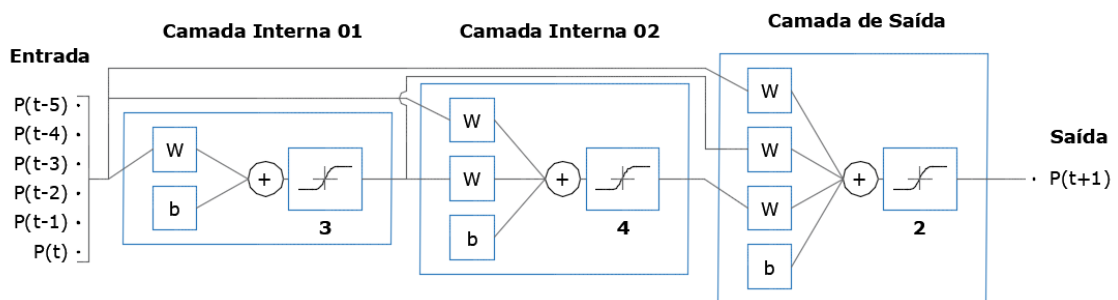 Camada Interna 01
Camada Interna 02
Camada de Saída
Entrada
P(t-5)
P(t-4)
P(t-3)
P(t-2)
P(t-1)
P(t)
W
b
+
3
W
W
b
+
4
W
W
W
b
+
2
Saída
P(t+1)